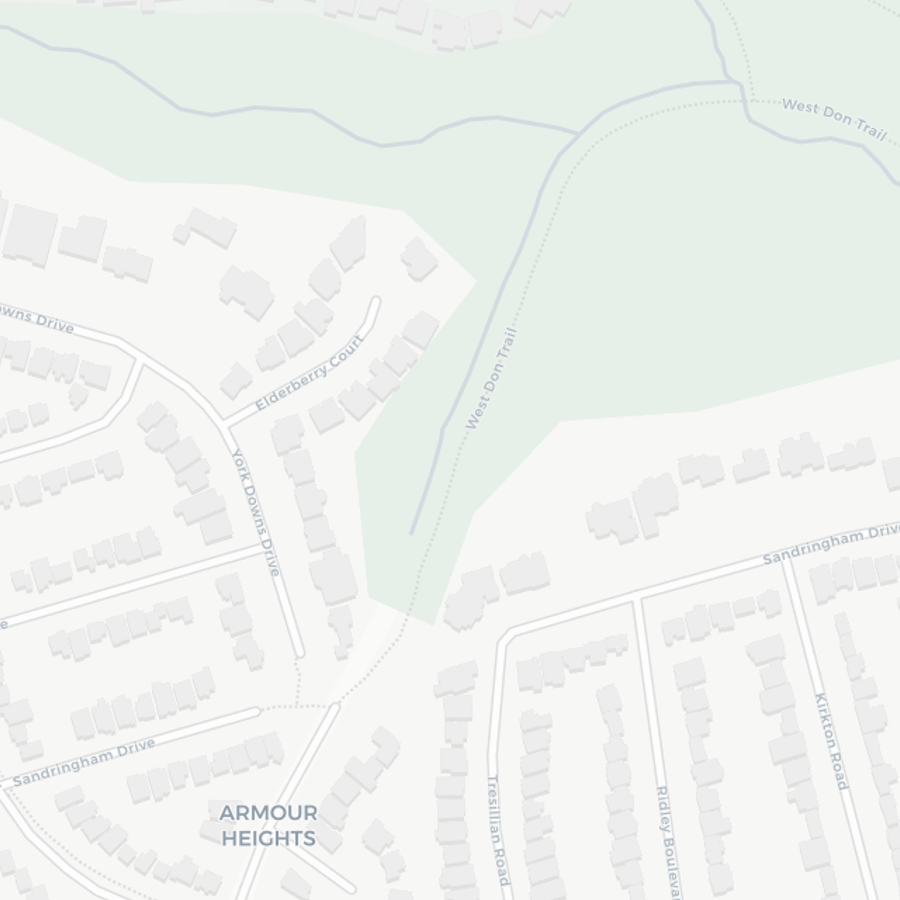 West Don Trail
owns Drive
West Don Trail
Elderberry Court
York Downs Drive
Sandringham Drive
e
Sandringham Drive
Kirkton Road
Tresillian Road
Ridley Boulevar
ARMOUR
HEIGHTS